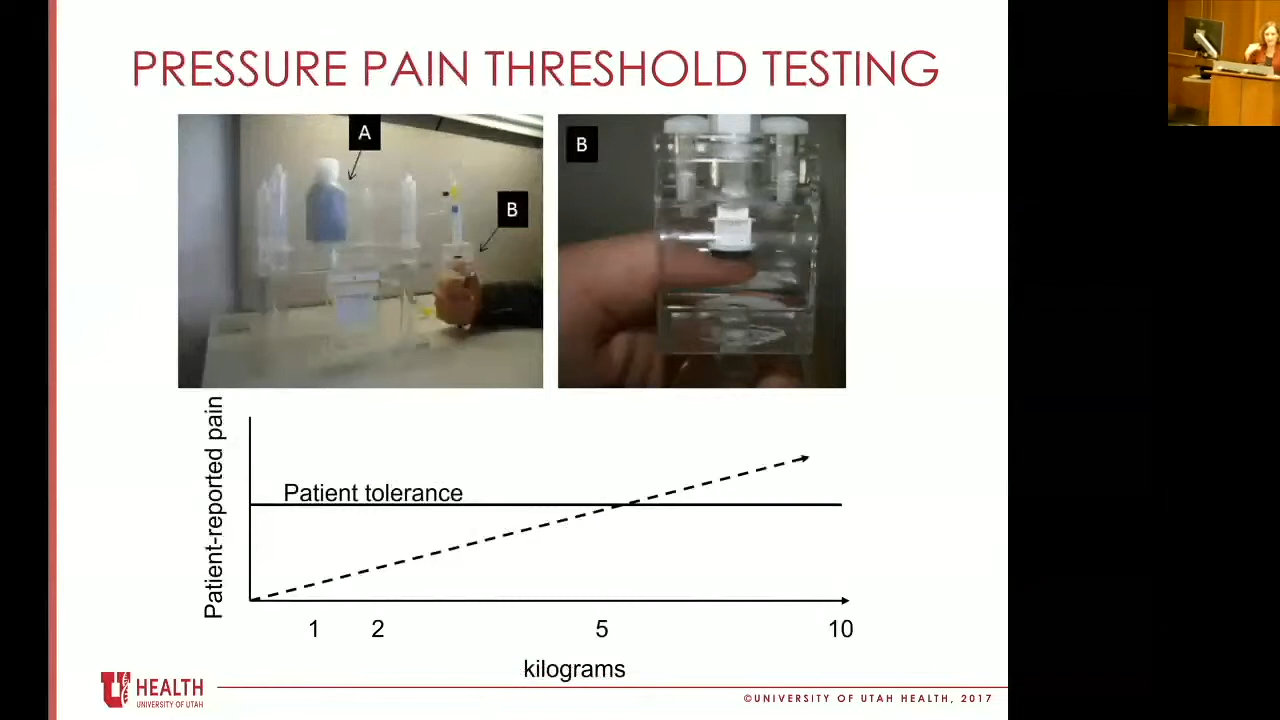 PRESSURE PAIN THRESHOLD TESTING
A
B
B
Patient-reported pain
Patient tolerance
1 2 5 10
kilograms
U HEALTH
UNIVERSITY OF UTAH
©UNIVERSITY OF UTAH HEALTH, 2017